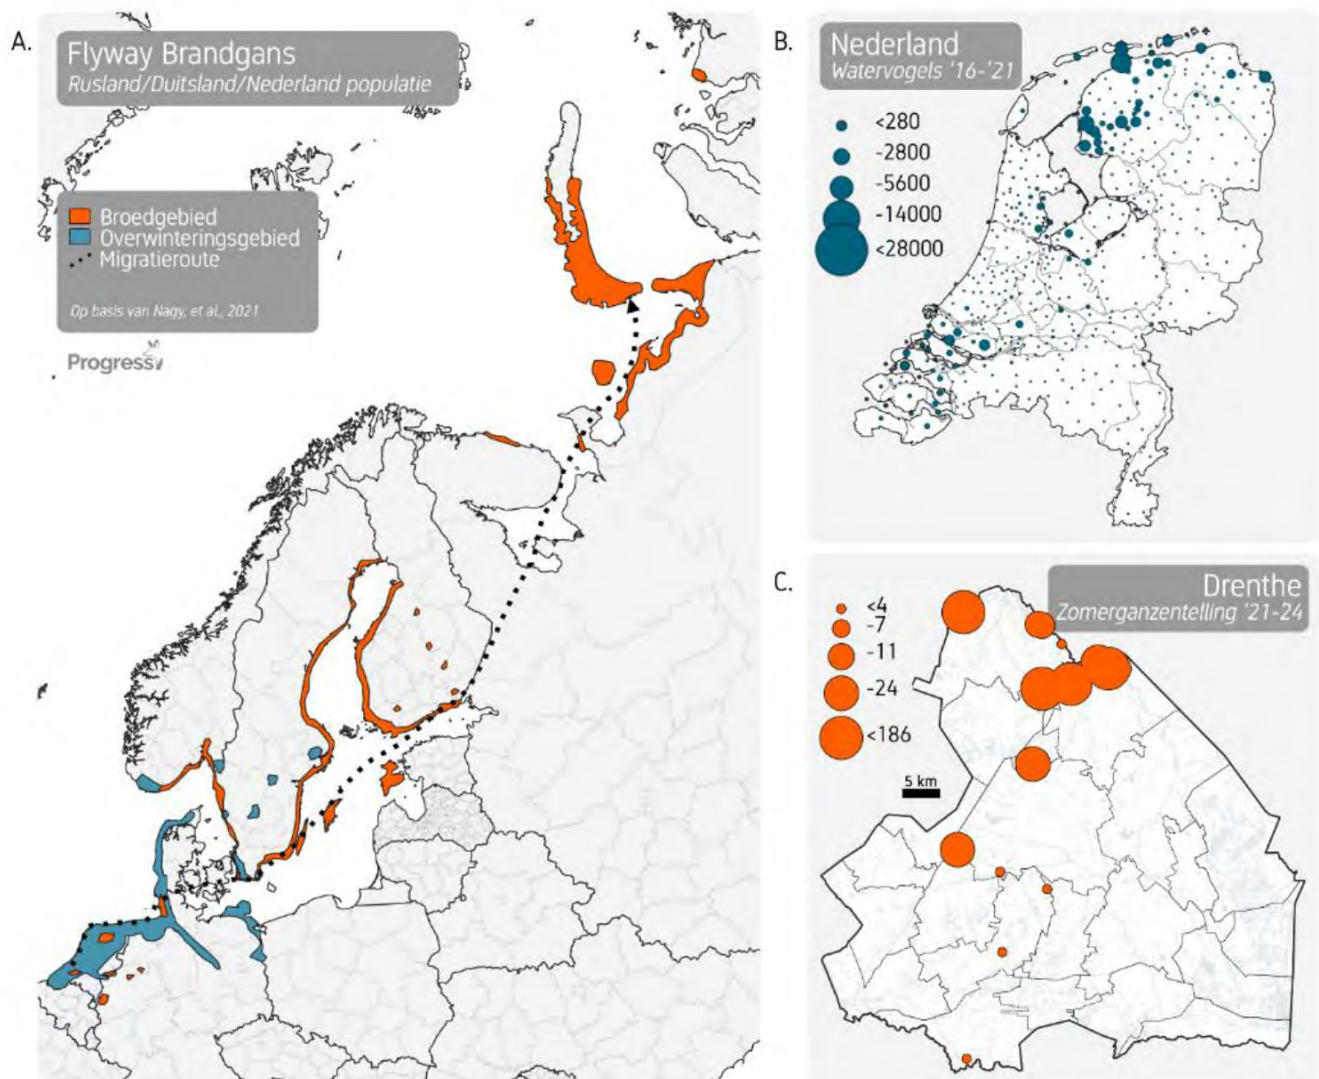 A.
Flyway Brandgans
Rusland/Duitsland/Nederland populatie
Broedgebied
Overwinteringsgebied
Migratieroute
Op basis van Nagy, et al., 2021
Progress
B.
Nederland
Watervogels '16-'21
<280
-2800
-5600
-14000
<28000
C.
Drenthe
Zomerganzentelling '21-24
<4
-7
-11
-24
<186
5 km